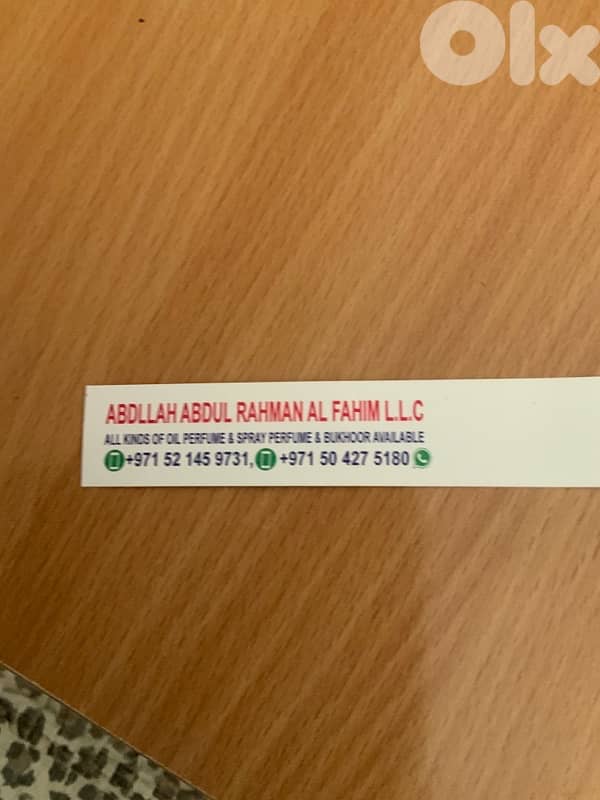 Olx
ABDLLAH ABDUL RAHMAN AL FAHIM L.L.C
ALL KINDS OF OIL PERFUME & SPRAY PERFUME & BUKHOOR AVAILABLE
+971 52 145 9731, +971 50 427 5180